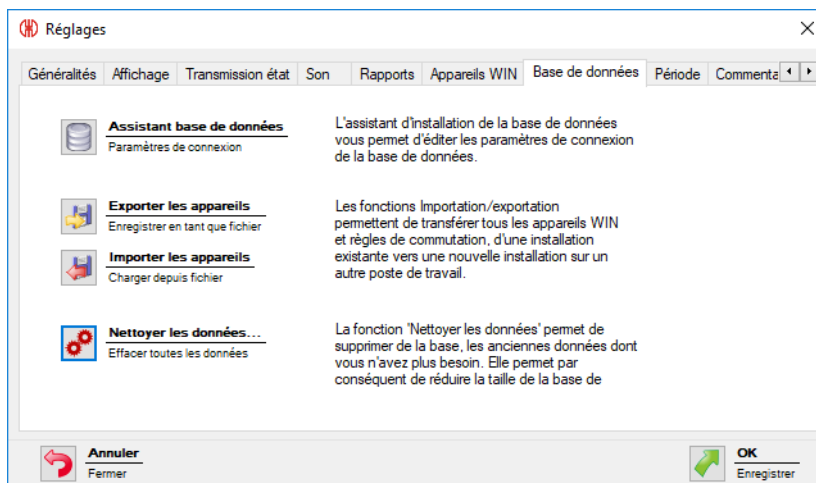 Réglages
Généralités Affichage Transmission état Son Rapports Appareils WIN Base de données Période Commenta
Assistant base de données
Paramètres de connexion
L'assistant d'installation de la base de données
vous permet d'éditer les paramètres de connexion
de la base de données.
Exporter les appareils
Enregistrer en tant que fichier
Importer les appareils
Charger depuis fichier
Les fonctions Importation/exportation
permettent de transférer tous les appareils WIN
et règles de commutation, d'une installation
existante vers une nouvelle installation sur un
autre poste de travail.
Nettoyer les données...
Effacer toutes les données
La fonction 'Nettoyer les données' permet de
supprimer de la base, les anciennes données dont
vous n'avez plus besoin. Elle permet par
conséquent de réduire la taille de la base de
Annuler
Fermer
OK
Enregistrer